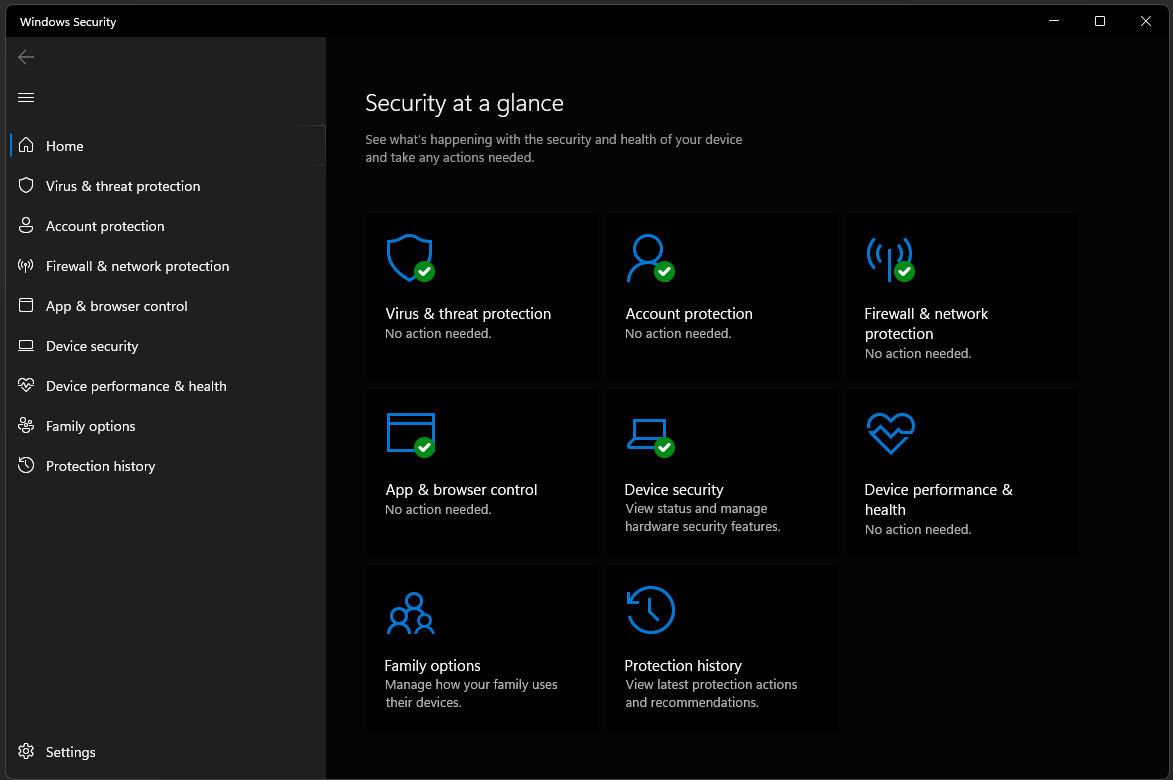 Windows Security
Home
Virus & threat protection
Account protection
Firewall & network protection
App & browser control
Device security
Device performance & health
Family options
Protection history
Settings
Security at a glance
See what's happening with the security and health of your device
and take any actions needed.
Virus & threat protection
No action needed.
Account protection
No action needed.
Firewall & network
protection
No action needed.
App & browser control
No action needed.
Device security
View status and manage
hardware security features.
Device performance &
health
No action needed.
Family options
Manage how your family uses
their devices.
Protection history
View latest protection actions
and recommendations.